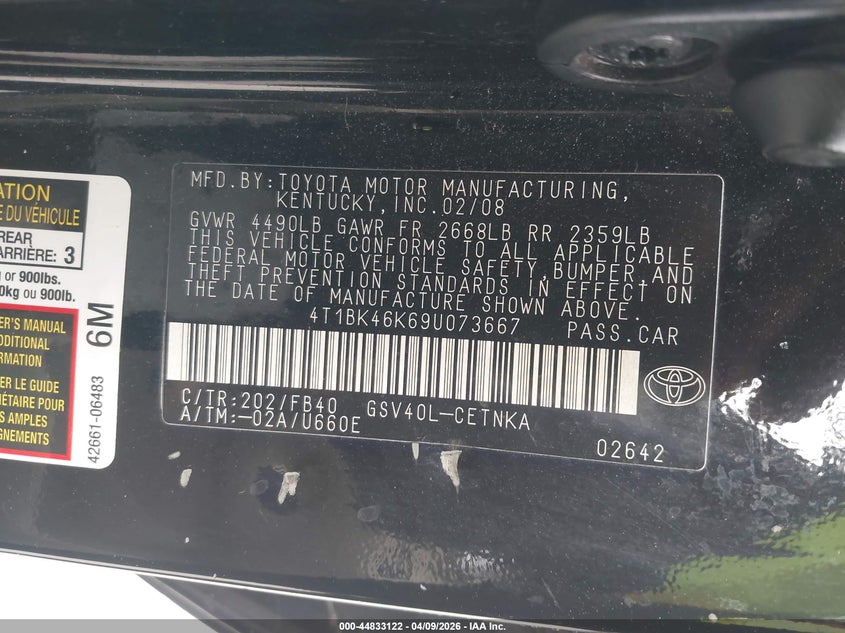 ATION
E DU VÉHICULE
REAR
ARRIÈRE: 3
g or 900lbs.
0kg ou 900lb.
ER'S MANUAL
ADDITIONAL
ORMATION
ER LE GUIDE
IÉTAIRE POUR
S AMPLES
GNEMENTS
6M
42661-06483
MFD.BY:TOYOTA MOTOR MANUFACTURING,
KENTUCKY, INC.02/08
GVWR 4490LB GAWR FR 2668LB RR 2359LB
THIS VEHICLE CONFORMS TO ALL APPLICABLE
FEDERAL MOTOR VEHICLE SAFETY,BUMPER,AND
THEFT PREVENTION STANDARDS IN EFFECT ON
THE DATE OF MANUFACTURE SHOWN ABOVE.
4T1BK46K69U073667 PASS.CAR
C/TR:202/FB40 GSV40L-CETNKA
A/TM:-02A/U660E
02642
000-44833122 - 04/09/2026 - IAA Inc.